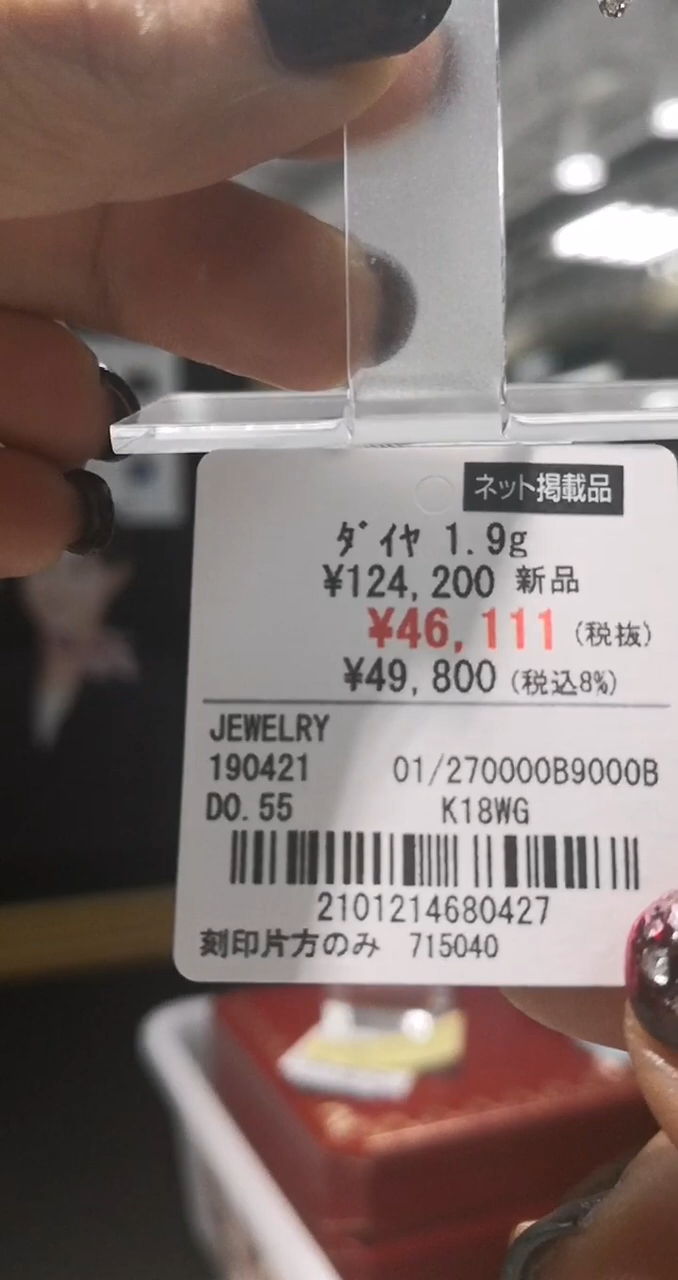 ネット掲載品
ダイヤ 1.9g
¥124,200 新品
¥46,111 (税抜)
¥49,800 (税込8%)
JEWELRY
190421 01/270000B9000B
D0.55 K18WG
2101214680427
刻印片方のみ 715040